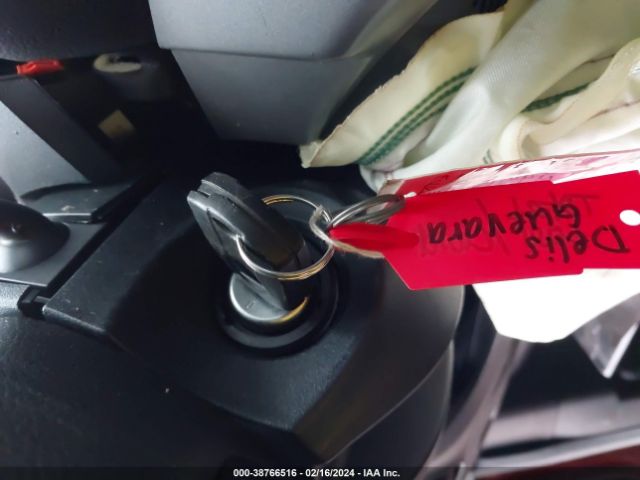 Delis
Guevara
000-38766516 - 02/16/2024 - IAA Inc.